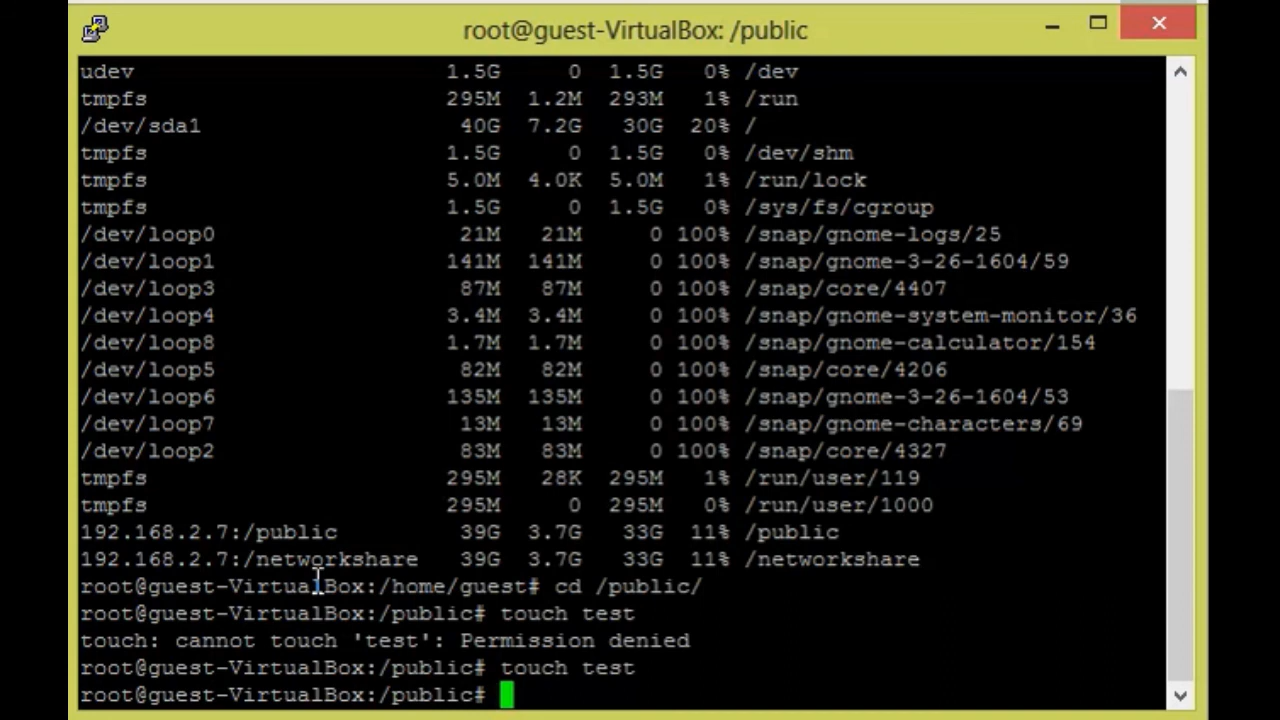 root@guest-VirtualBox: /public
udev 1.5G 0 1.5G 0% /dev
tmpfs 295M 1.2M 293M 1% /run
/dev/sda1 40G 7.2G 30G 20% /
tmpfs 1.5G 0 1.5G 0% /dev/shm
tmpfs 5.0M 4.0K 5.0M 1% /run/lock
tmpfs 1.5G 0 1.5G 0% /sys/fs/cgroup
/dev/loop0 21M 21M 0 100% /snap/gnome-logs/25
/dev/loop1 141M 141M 0 100% /snap/gnome-3-26-1604/59
/dev/loop3 87M 87M 0 100% /snap/core/4407
/dev/loop4 3.4M 3.4M 0 100% /snap/gnome-system-monitor/36
/dev/loop8 1.7M 1.7M 0 100% /snap/gnome-calculator/154
/dev/loop5 82M 82M 0 100% /snap/core/4206
/dev/loop6 135M 135M 0 100% /snap/gnome-3-26-1604/53
/dev/loop7 13M 13M 0 100% /snap/gnome-characters/69
/dev/loop2 83M 83M 0 100% /snap/core/4327
tmpfs 295M 28K 295M 1% /run/user/119
tmpfs 295M 0 295M 0% /run/user/1000
192.168.2.7:/public 39G 3.7G 33G 11% /public
192.168.2.7:/networkshare 39G 3.7G 33G 11% /networkshare
root@guest-VirtualBox:/home/guest# cd /public/
root@guest-VirtualBox:/public# touch test
touch: cannot touch 'test': Permission denied
root@guest-VirtualBox:/public# touch test
root@guest-VirtualBox:/public#